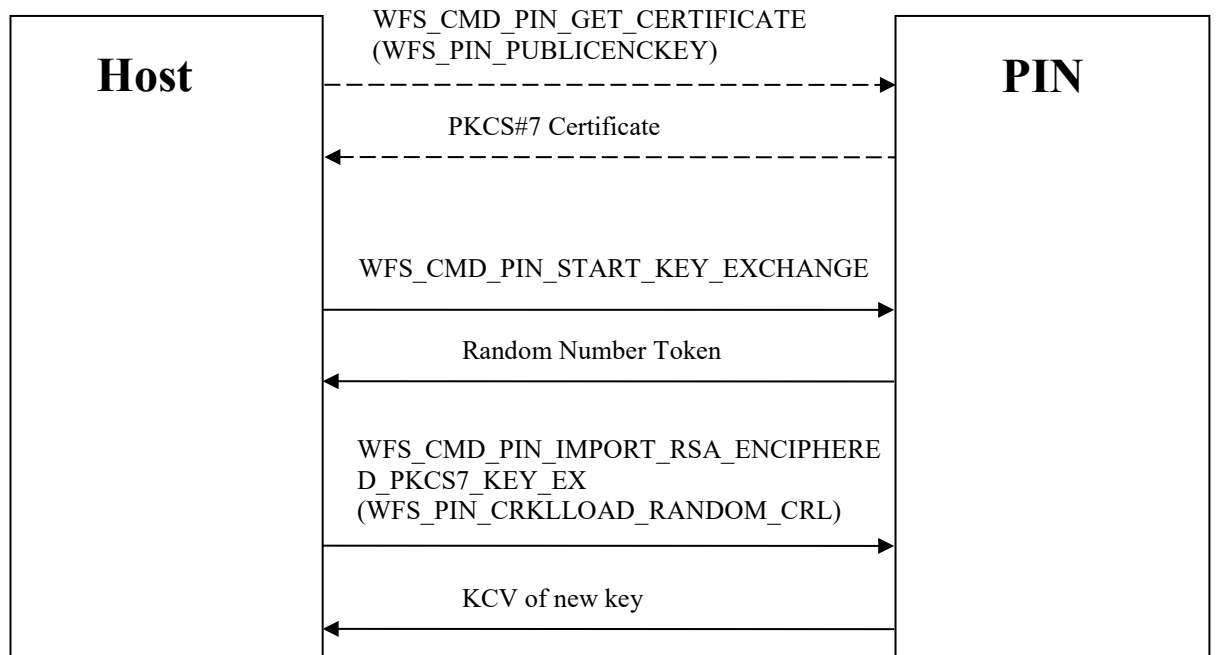 WFS_CMD_PIN_GET_CERTIFICATE
(WFS_PIN_PUBLICENCKEY)
Host
PIN
PKCS#7 Certificate
WFS_CMD_PIN_START_KEY_EXCHANGE
Random Number Token
WFS_CMD_PIN_IMPORT_RSA_ENCIPHERE
D_PKCS7_KEY_EX
(WFS_PIN_CRKLLOAD_RANDOM_CRL)
KCV of new key